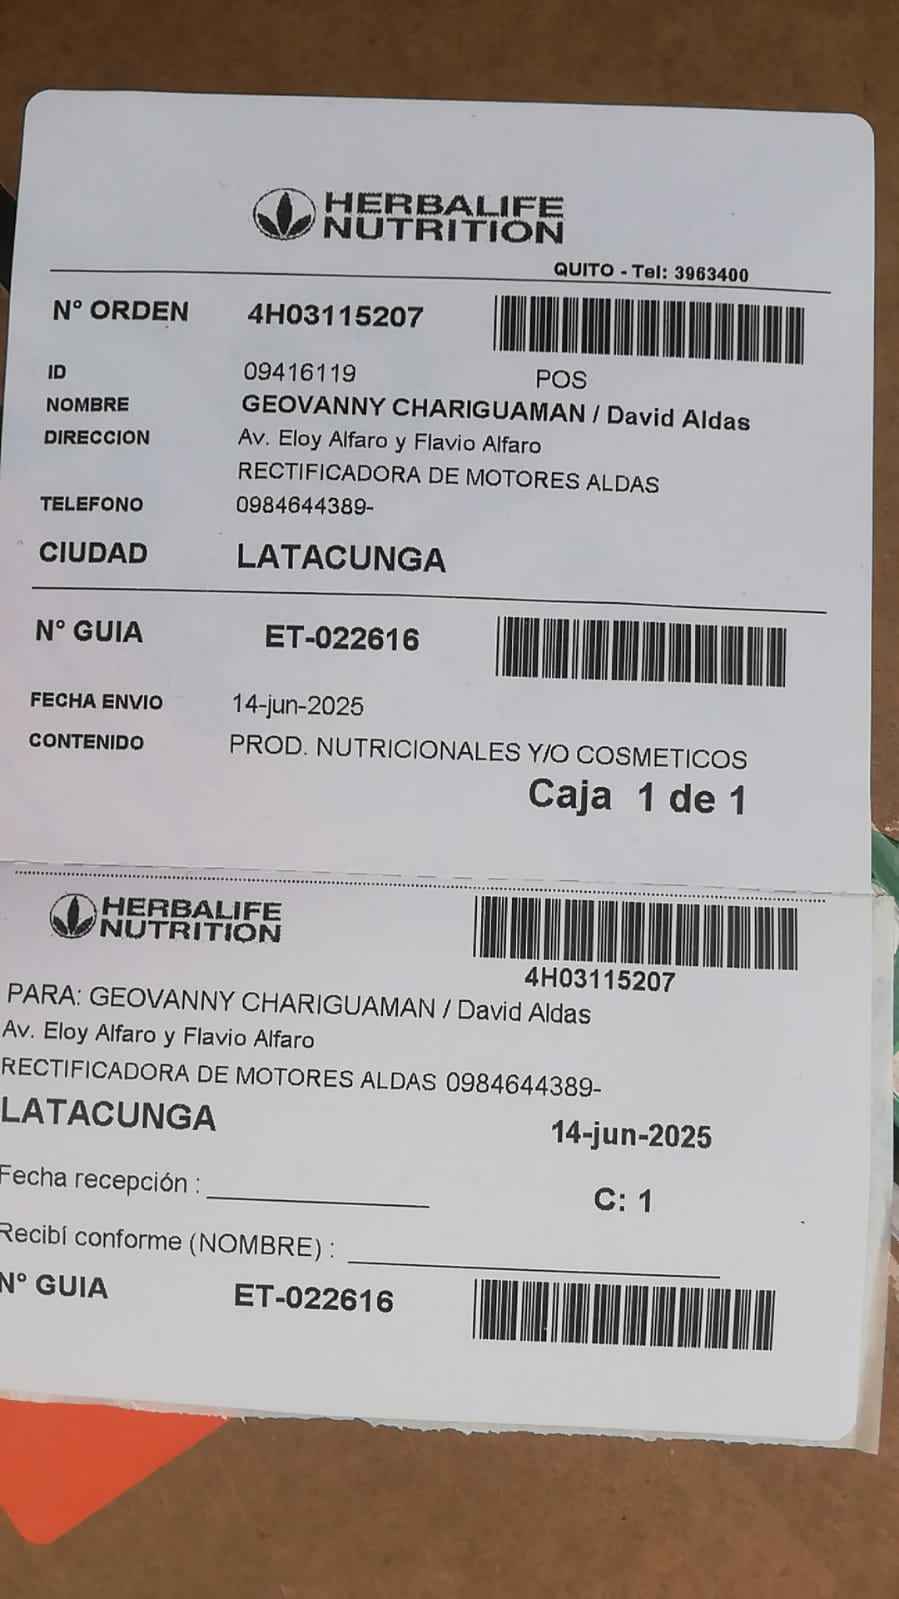 HERBALIFE
NUTRITION
QUITO - Tel: 3963400
N° ORDEN 4H03115207
ID 09416119 POS
NOMBRE GEOVANNY CHARIGUAMAN / David Aldas
DIRECCION Av. Eloy Alfaro y Flavio Alfaro
RECTIFICADORA DE MOTORES ALDAS
TELEFONO 0984644389-
CIUDAD LATACUNGA
N° GUIA ET-022616
FECHA ENVIO 14-jun-2025
CONTENIDO PROD. NUTRICIONALES Y/O COSMETICOS
Caja 1 de 1
HERBALIFE
NUTRITION
4H03115207
PARA: GEOVANNY CHARIGUAMAN / David Aldas
Av. Eloy Alfaro y Flavio Alfaro
RECTIFICADORA DE MOTORES ALDAS 0984644389-
LATACUNGA 14-jun-2025
Fecha recepción :
C: 1
Recibí conforme (NOMBRE) :
N° GUIA ET-022616